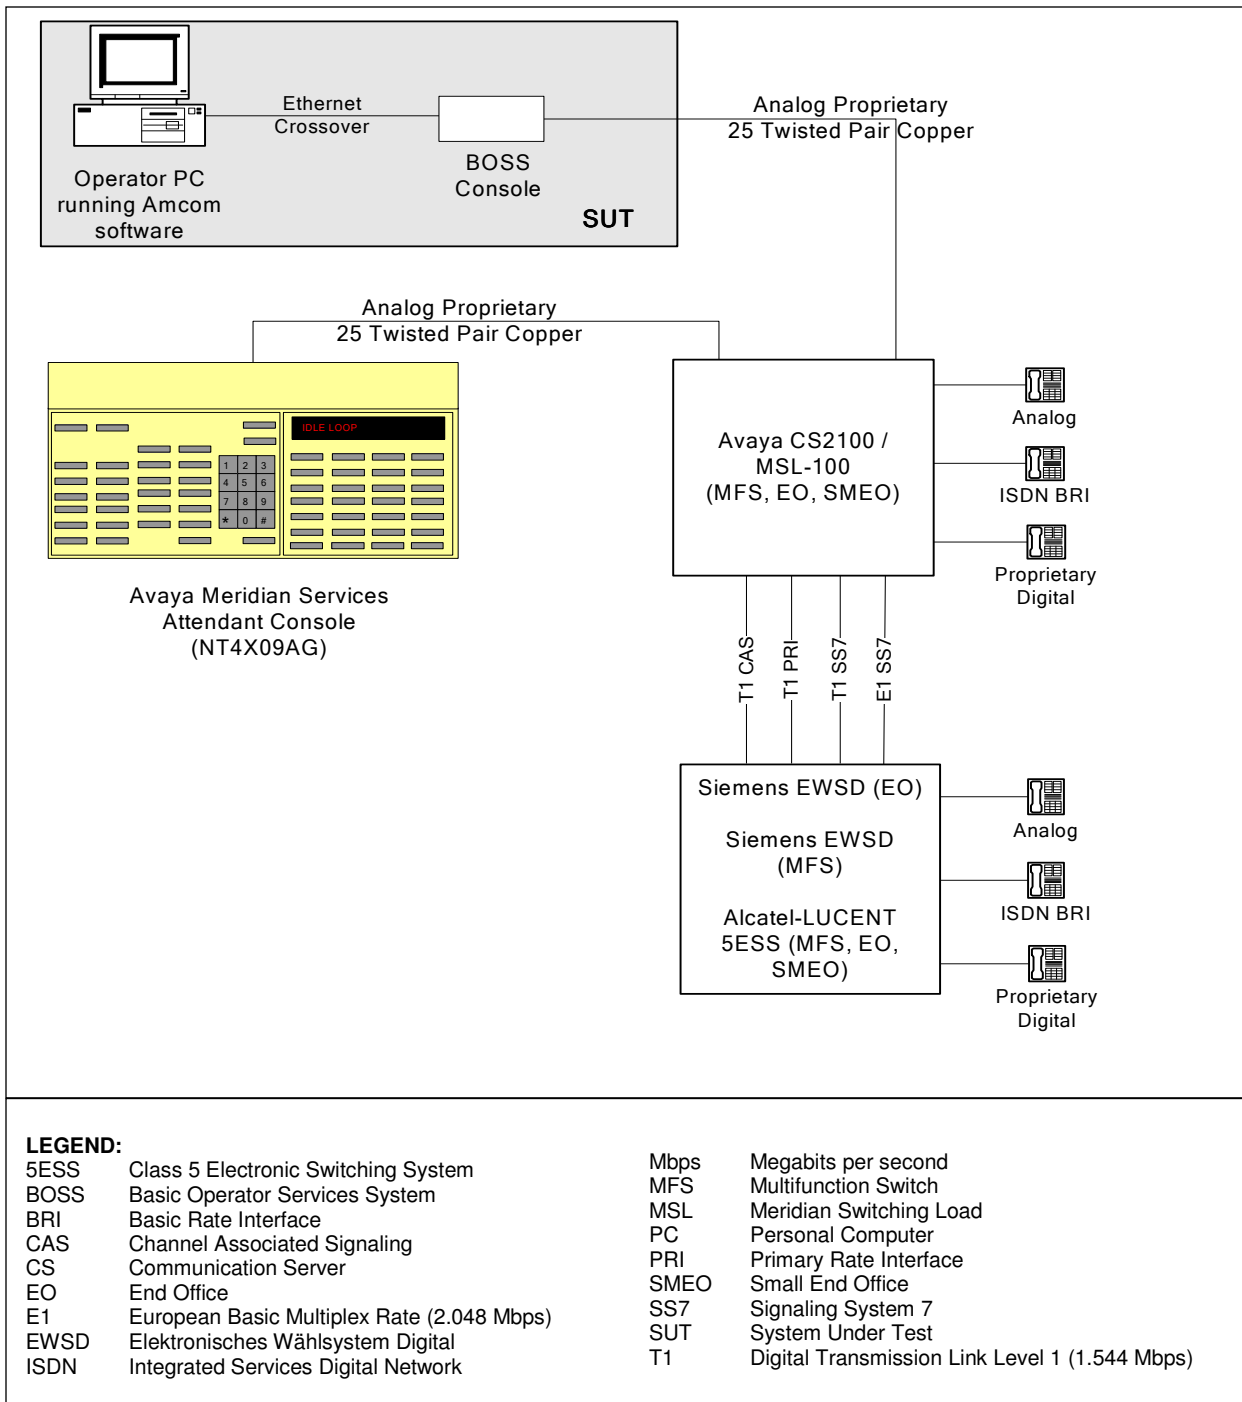 Ethernet
Crossover
BOSS
Console
Operator PC
running Amcom
software
SUT
Analog Proprietary
25 Twisted Pair Copper
Analog Proprietary
25 Twisted Pair Copper
IDLE LOOP
1 2 3
4 5 6
7 8 9
* 0 #
Avaya Meridian Services
Attendant Console
(NT4X09AG)
Avaya CS2100 /
MSL-100
(MFS, EO, SMEO)
Analog
ISDN BRI
Proprietary
Digital
T1 CAS
T1 PRI
T1 SS7
E1 SS7
Siemens EWSD (EO)
Siemens EWSD
(MFS)
Alcatel-LUCENT
5ESS (MFS, EO,
SMEO)
Analog
ISDN BRI
Proprietary
Digital
LEGEND:
5ESS Class 5 Electronic Switching System
BOSS Basic Operator Services System
BRI Basic Rate Interface
CAS Channel Associated Signaling
CS Communication Server
EO End Office
E1 European Basic Multiplex Rate (2.048 Mbps)
EWSD Elektronisches Wählsystem Digital
ISDN Integrated Services Digital Network
Mbps Megabits per second
MFS Multifunction Switch
MSL Meridian Switching Load
PC Personal Computer
PRI Primary Rate Interface
SMEO Small End Office
SS7 Signaling System 7
SUT System Under Test
T1 Digital Transmission Link Level 1 (1.544 Mbps)